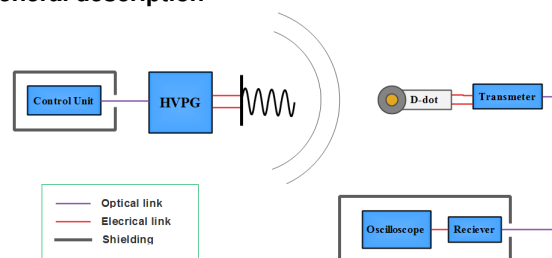 eneral description
Control Unit
HVPG
D-dot
Transmeter
Optical link
Elecrical link
Shielding
Oscilloscope
Reciever